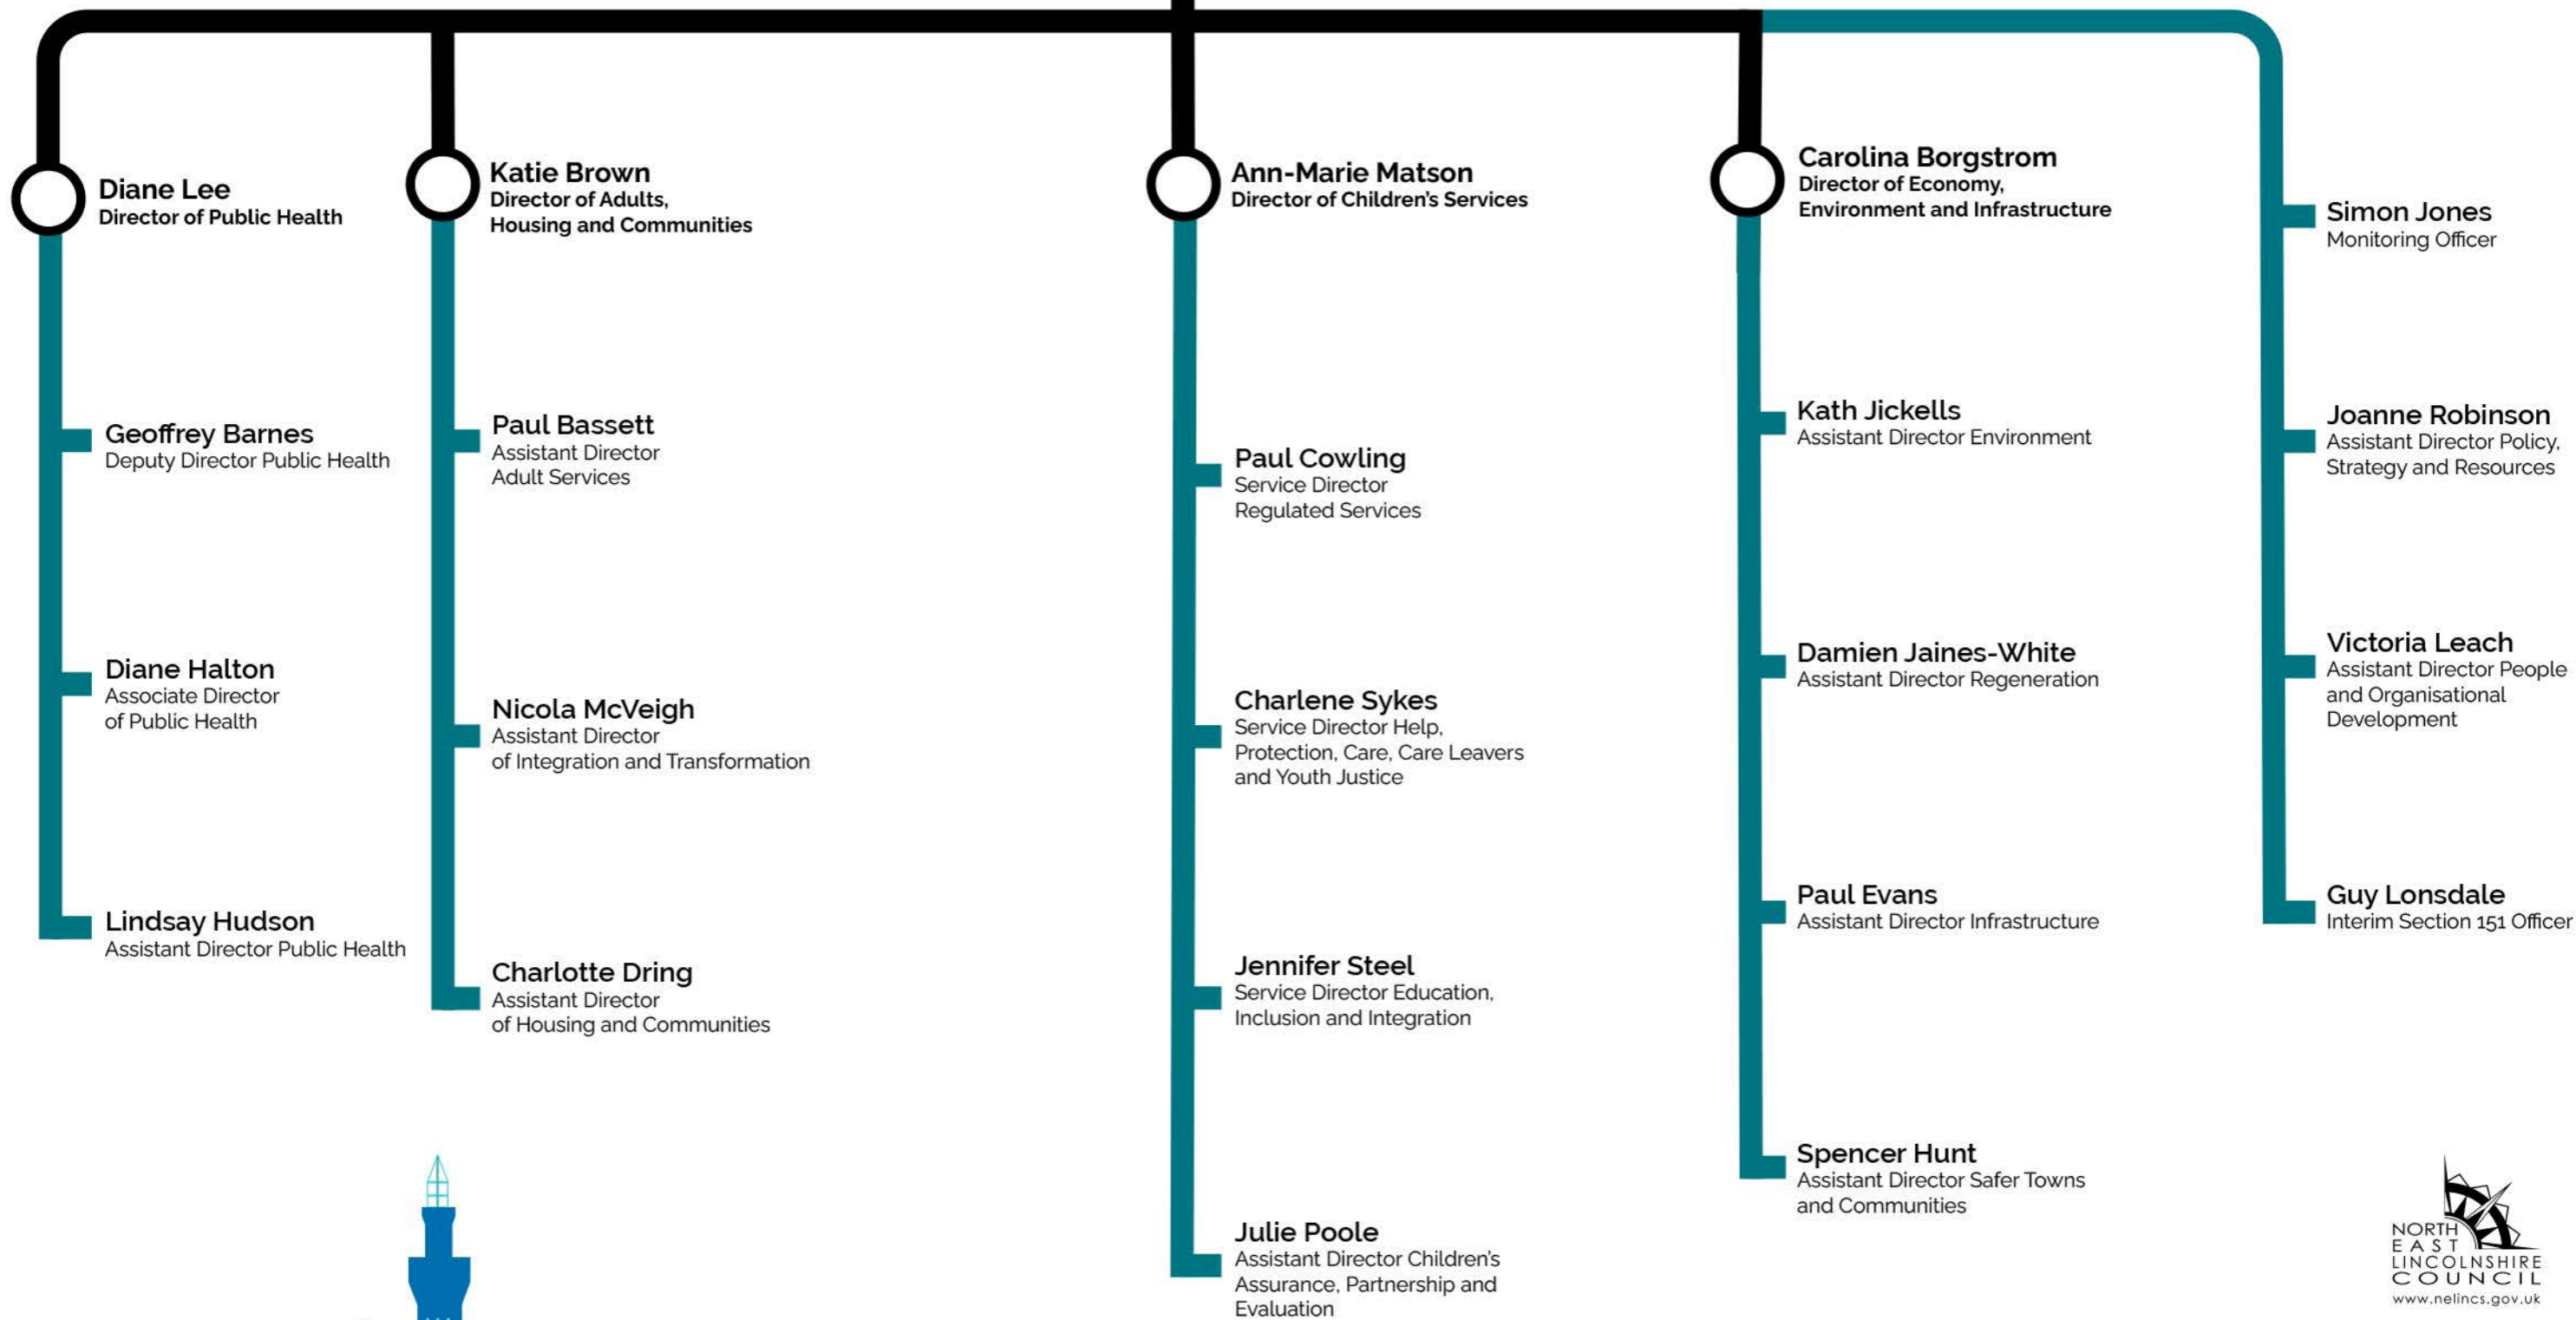 Diane Lee
Director of Public Health
Geoffrey Barnes
Deputy Director Public Health
Diane Halton
Associate Director
of Public Health
Lindsay Hudson
Assistant Director Public Health
Katie Brown
Director of Adults,
Housing and Communities
Paul Bassett
Assistant Director
Adult Services
Nicola McVeigh
Assistant Director
of Integration and Transformation
Charlotte Dring
Assistant Director
of Housing and Communities
Ann-Marie Matson
Director of Children's Services
Paul Cowling
Service Director
Regulated Services
Charlene Sykes
Service Director Help,
Protection, Care, Care Leavers
and Youth Justice
Jennifer Steel
Service Director Education,
Inclusion and Integration
Julie Poole
Assistant Director Children's
Assurance, Partnership and
Evaluation
Carolina Borgstrom
Director of Economy,
Environment and Infrastructure
Kath Jickells
Assistant Director Environment
Damien Jaines-White
Assistant Director Regeneration
Paul Evans
Assistant Director Infrastructure
Spencer Hunt
Assistant Director Safer Towns
and Communities
Simon Jones
Monitoring Officer
Joanne Robinson
Assistant Director Policy,
Strategy and Resources
Victoria Leach
Assistant Director People
and Organisational
Development
Guy Lonsdale
Interim Section 151 Officer
NORTH
EAST
LINCOLNSHIRE
COUNCIL
www.nelincs.gov.uk